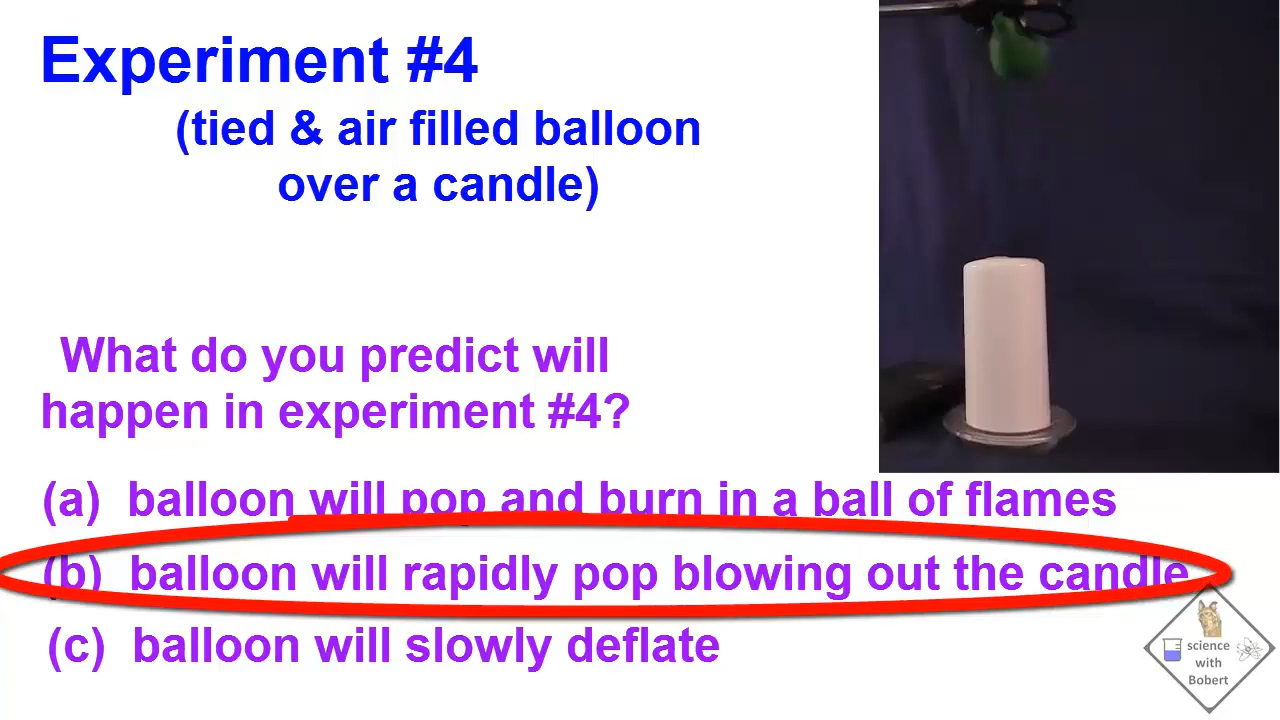 Experiment #4
(tied & air filled balloon
over a candle)
What do you predict will
happen in experiment #4?
(a) balloon will pop and burn in a ball of flames
(b) balloon will rapidly pop blowing out the candle
(c) balloon will slowly deflate
science
with
Bobert